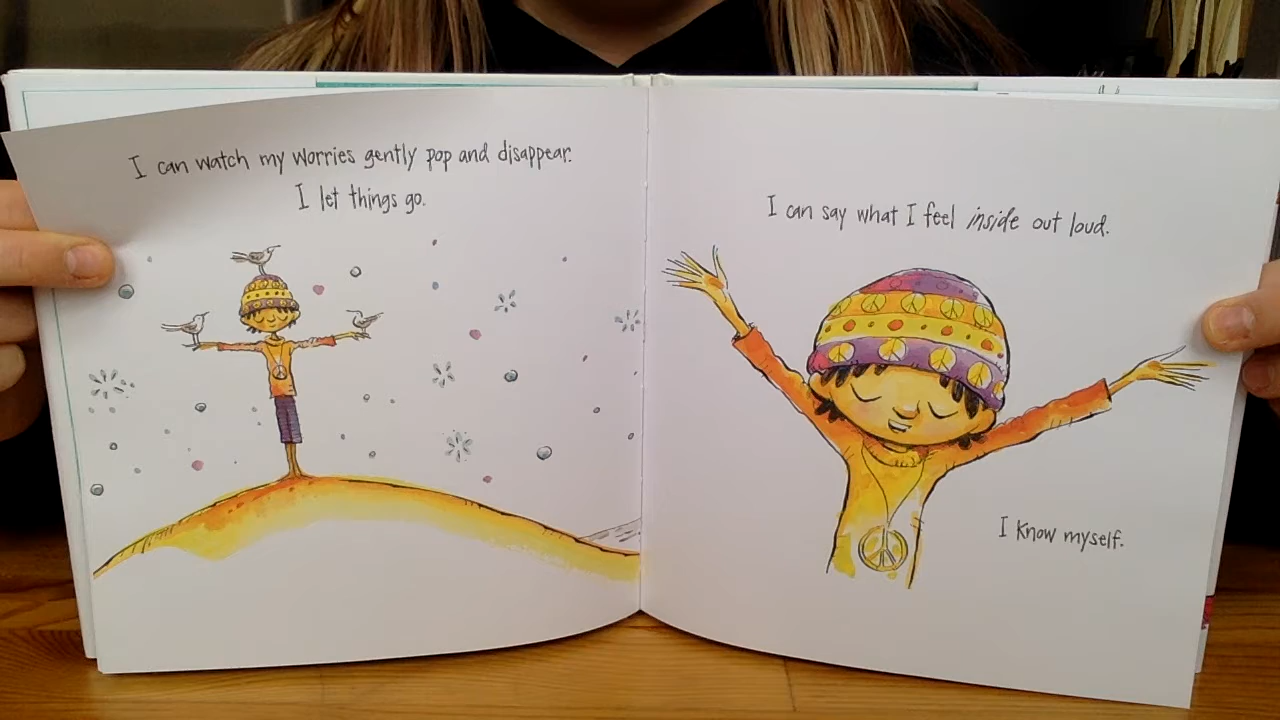 I can watch my worries gently pop and disappear.
I let things go.
I can say what I feel inside out loud.
I know myself.